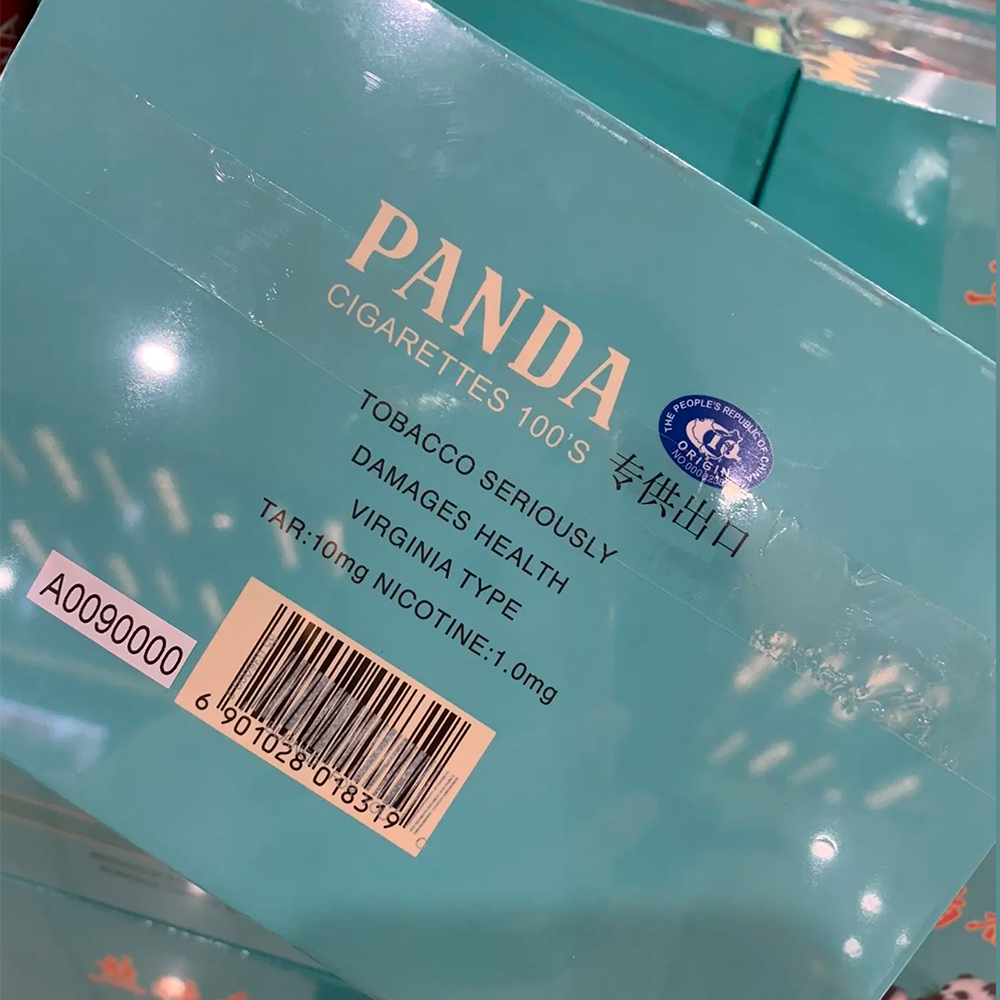 PANDA
CIGARETTES 100'S
THE PEOPLE'S REPUBLIC OF CHINA
ORIGIN
专供出口
TOBACCO SERIOUSLY
DAMAGES HEALTH
VIRGINIA TYPE
TAR:10mg NICOTINE:1.0mg
A0090000
6 901028 018319